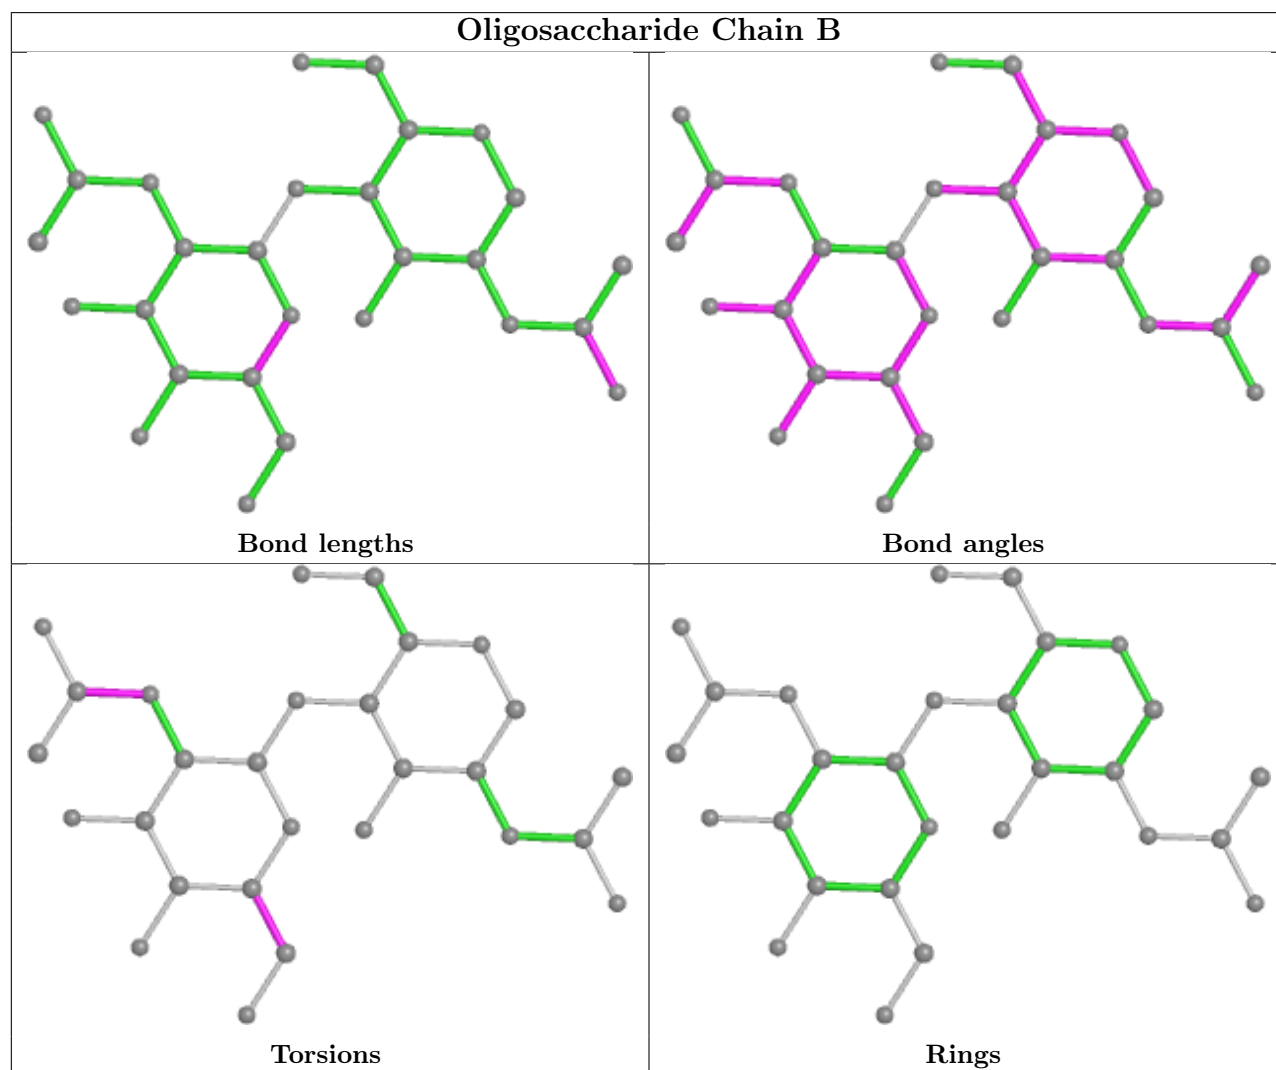 Oligosaccharide Chain B
Bond lengths
Bond angles
Torsions
Rings